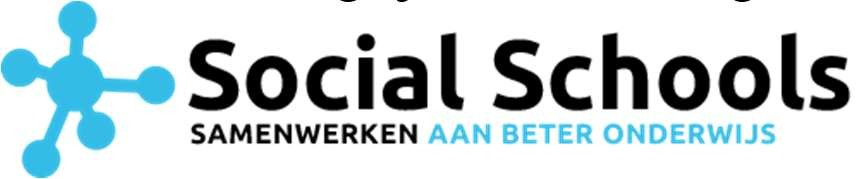 Social Schools
SAMENWERKEN AAN BETER ONDERWIJS